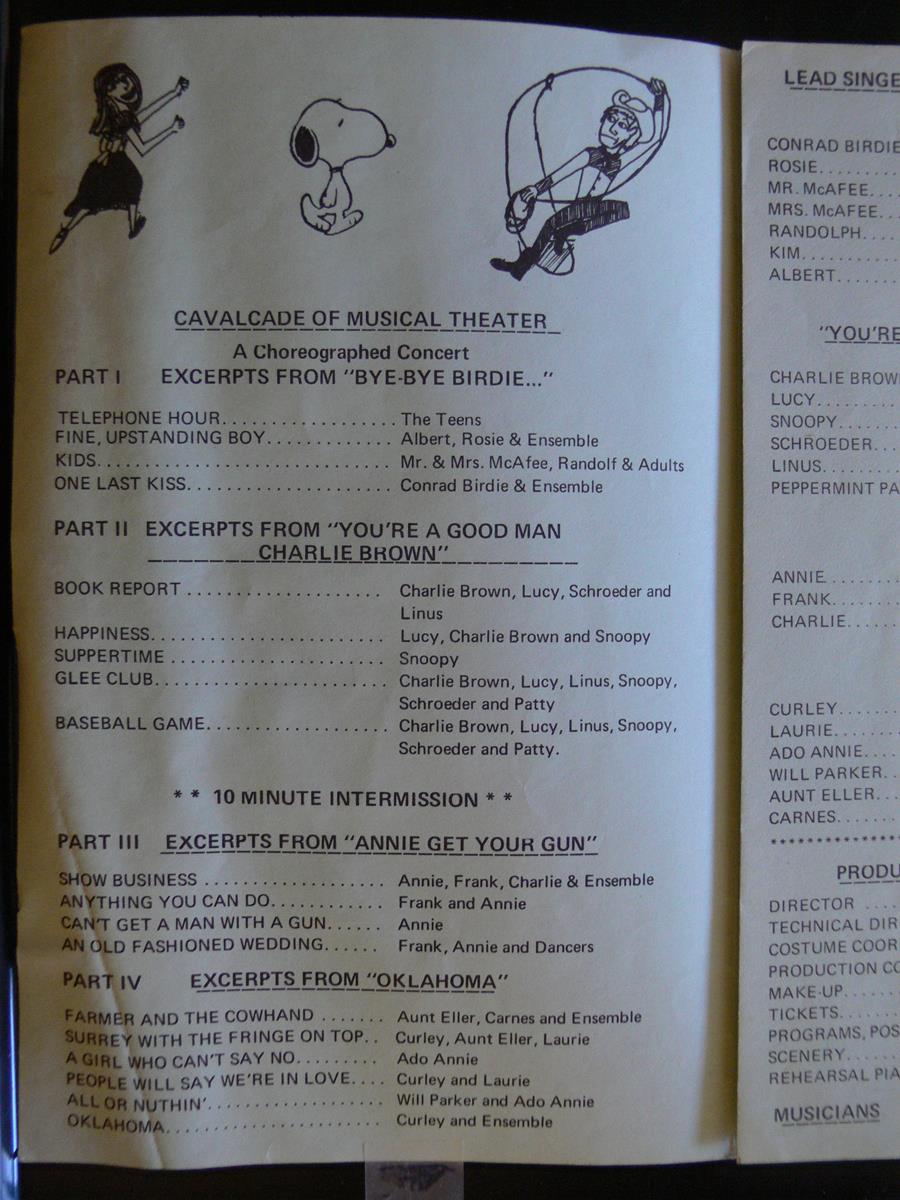 CAVALCADE OF MUSICAL THEATER
A Choreographed Concert
PART I EXCERPTS FROM "BYE-BYE BIRDIE..."
TELEPHONE HOUR.................. The Teens
FINE, UPSTANDING BOY............. Albert, Rosie & Ensemble
KIDS............................... Mr. & Mrs. McAfee, Randolf & Adults
ONE LAST KISS..................... Conrad Birdie & Ensemble
PART II EXCERPTS FROM "YOU'RE A GOOD MAN
CHARLIE BROWN"
BOOK REPORT .................... Charlie Brown, Lucy, Schroeder and
Linus
HAPPINESS........................ Lucy, Charlie Brown and Snoopy
SUPPERTIME ...................... Snoopy
GLEE CLUB........................ Charlie Brown, Lucy, Linus, Snoopy,
Schroeder and Patty
BASEBALL GAME................... Charlie Brown, Lucy, Linus, Snoopy,
Schroeder and Patty.
* * 10 MINUTE INTERMISSION * *
PART III EXCERPTS FROM "ANNIE GET YOUR GUN"
SHOW BUSINESS ................... Annie, Frank, Charlie & Ensemble
ANYTHING YOU CAN DO............ Frank and Annie
CAN'T GET A MAN WITH A GUN...... Annie
AN OLD FASHIONED WEDDING...... Frank, Annie and Dancers
PART IV EXCERPTS FROM "OKLAHOMA"
FARMER AND THE COWHAND ....... Aunt Eller, Carnes and Ensemble
SURREY WITH THE FRINGE ON TOP.. Curley, Aunt Eller, Laurie
A GIRL WHO CAN'T SAY NO......... Ado Annie
PEOPLE WILL SAY WE'RE IN LOVE.... Curley and Laurie
ALL OR NUTHIN'................... Will Parker and Ado Annie
OKLAHOMA........................ Curley and Ensemble
LEAD SINGE
CONRAD BIRDIE
ROSIE.........
MR. McAFEE....
MRS. McAFEE...
RANDOLPH....
KIM..........
ALBERT.......
"YOU'RE
CHARLIE BROW
LUCY.........
SNOOPY.......
SCHROEDER...
LINUS........
PEPPERMINT PA
ANNIE........
FRANK.......
CHARLIE.....
CURLEY......
LAURIE.......
ADO ANNIE....
WILL PARKER..
AUNT ELLER...
CARNES.......
**************
PRODU
DIRECTOR ....
TECHNICAL DIR
COSTUME COOR
PRODUCTION CO
MAKE-UP......
TICKETS......
PROGRAMS, POS
SCENERY......
REHEARSAL PIA
MUSICIANS